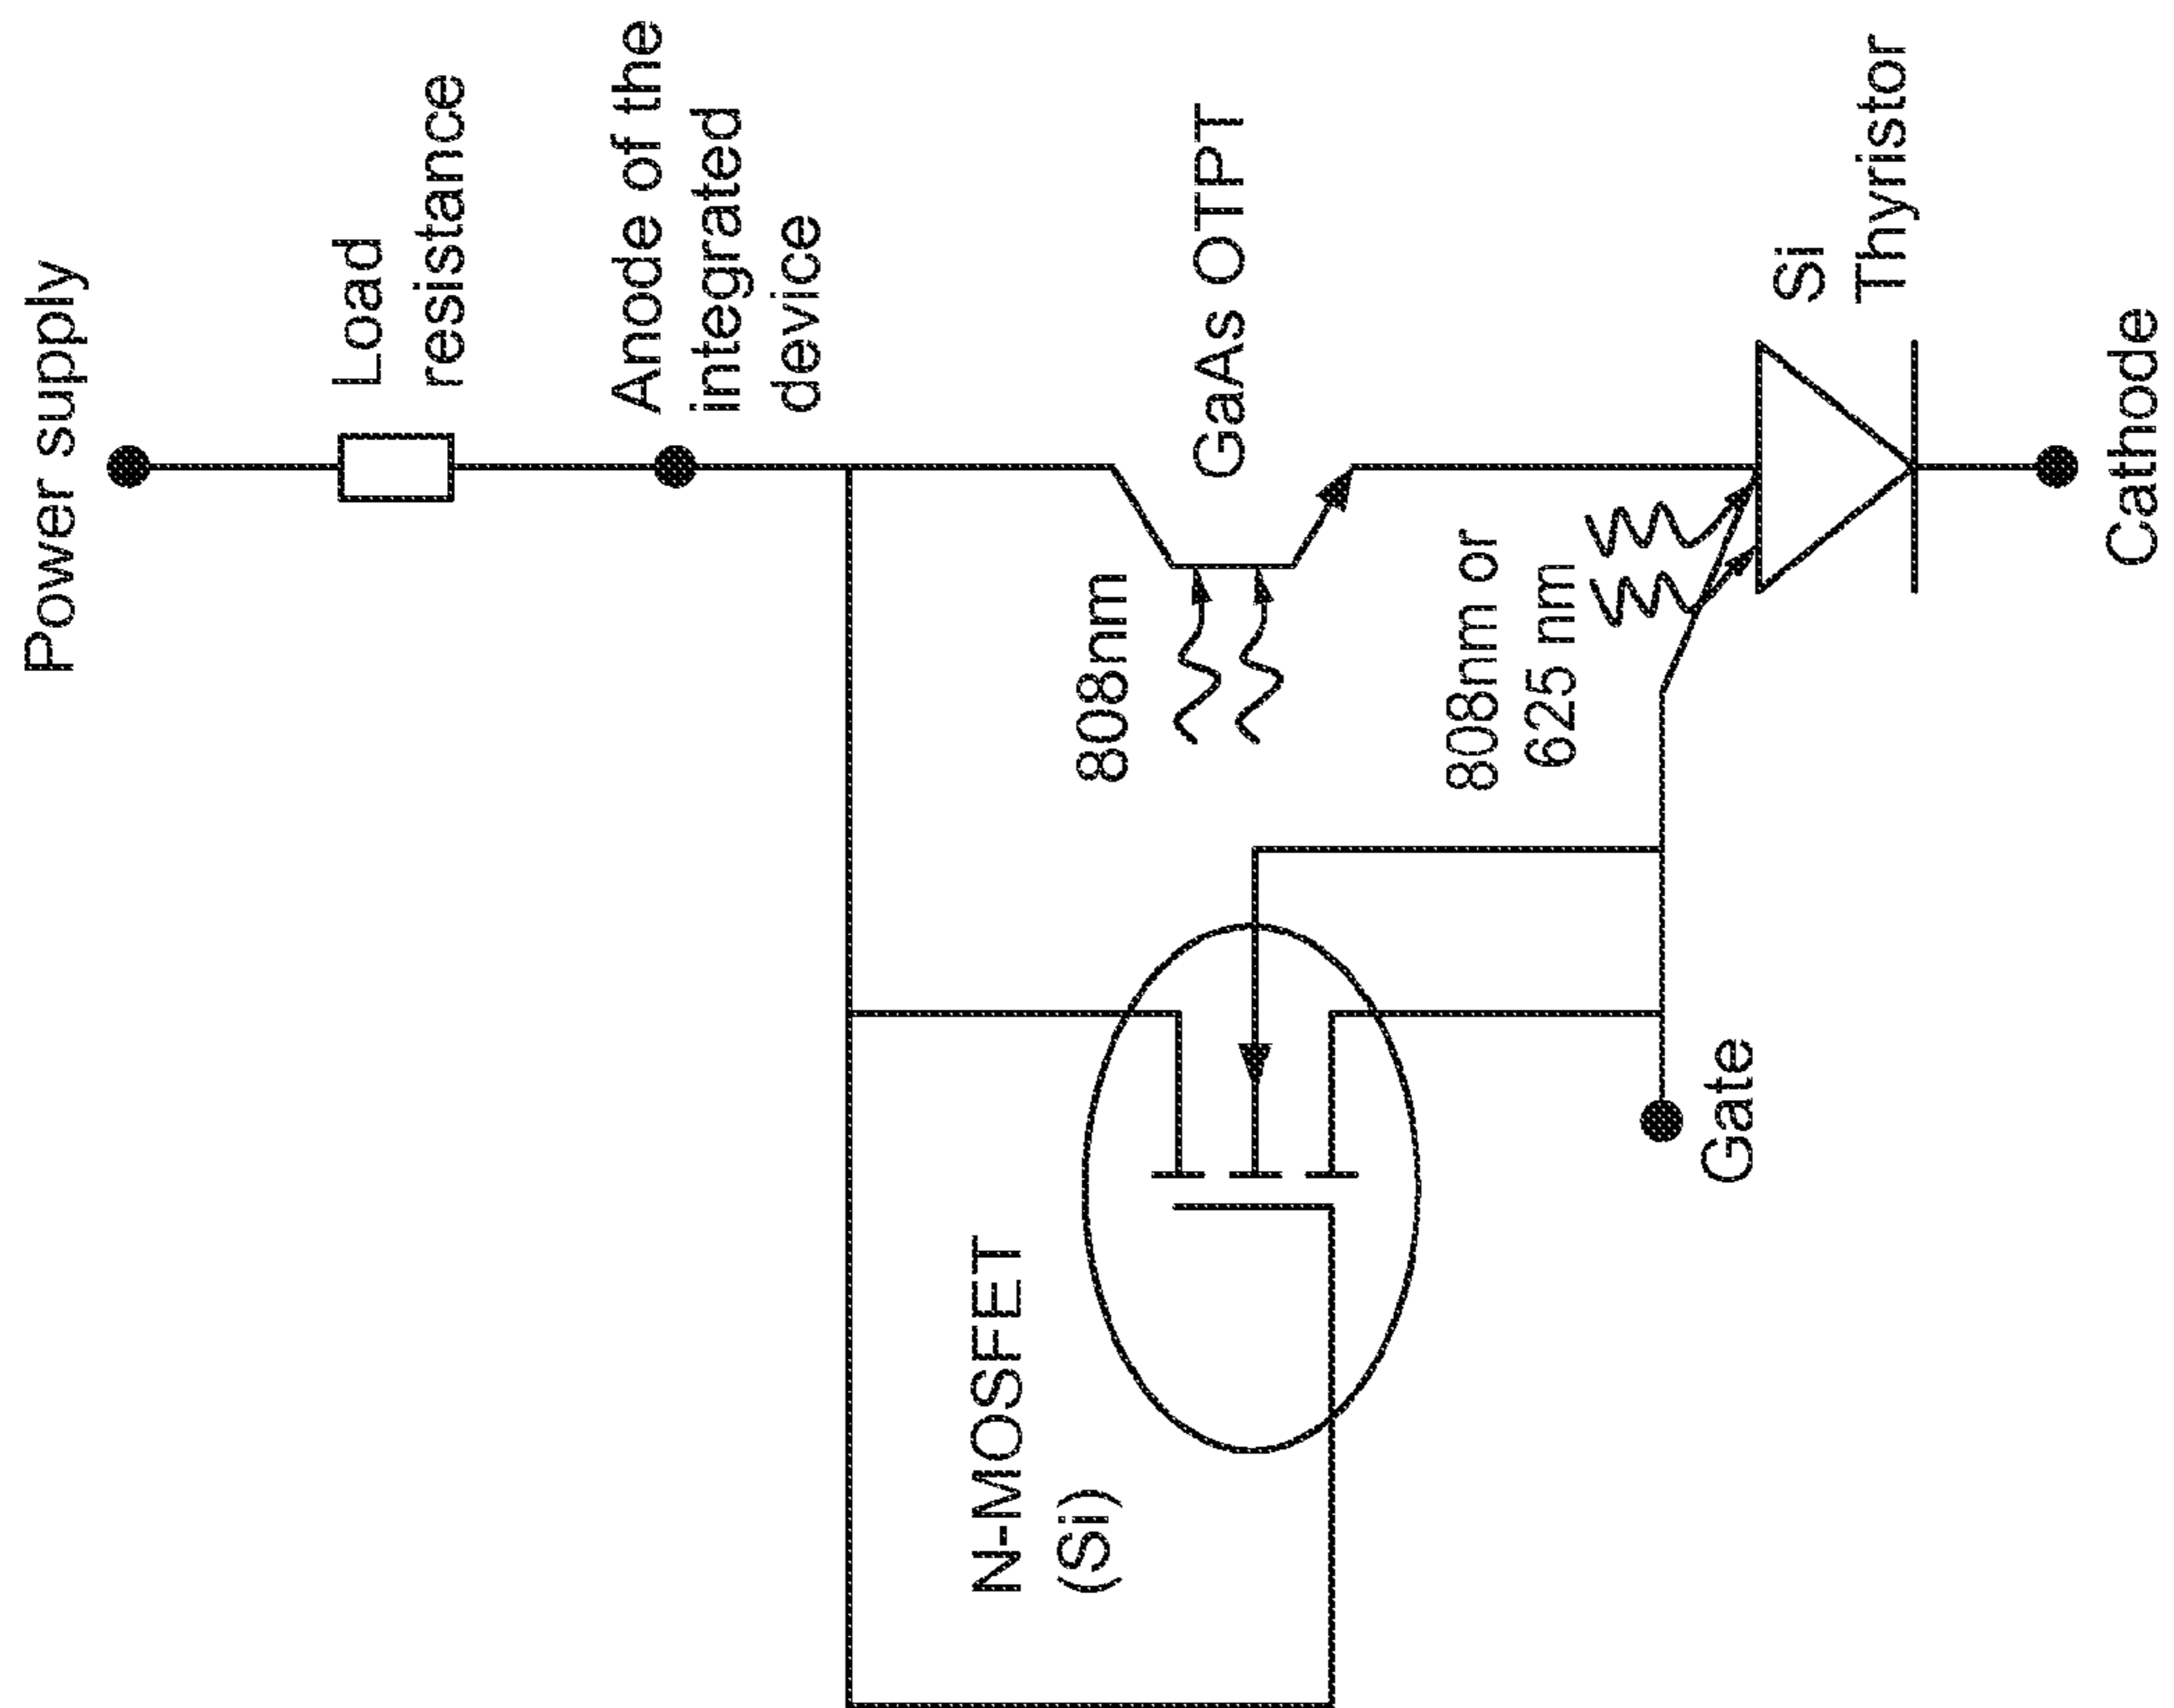 Power supply
Load
resistance
Anode of the
integrated
device
GaAs OTPT
808nm
808nm or
625 nm
Si
Thyristor
N-MOSFET
(Si)
Gate
Cathode